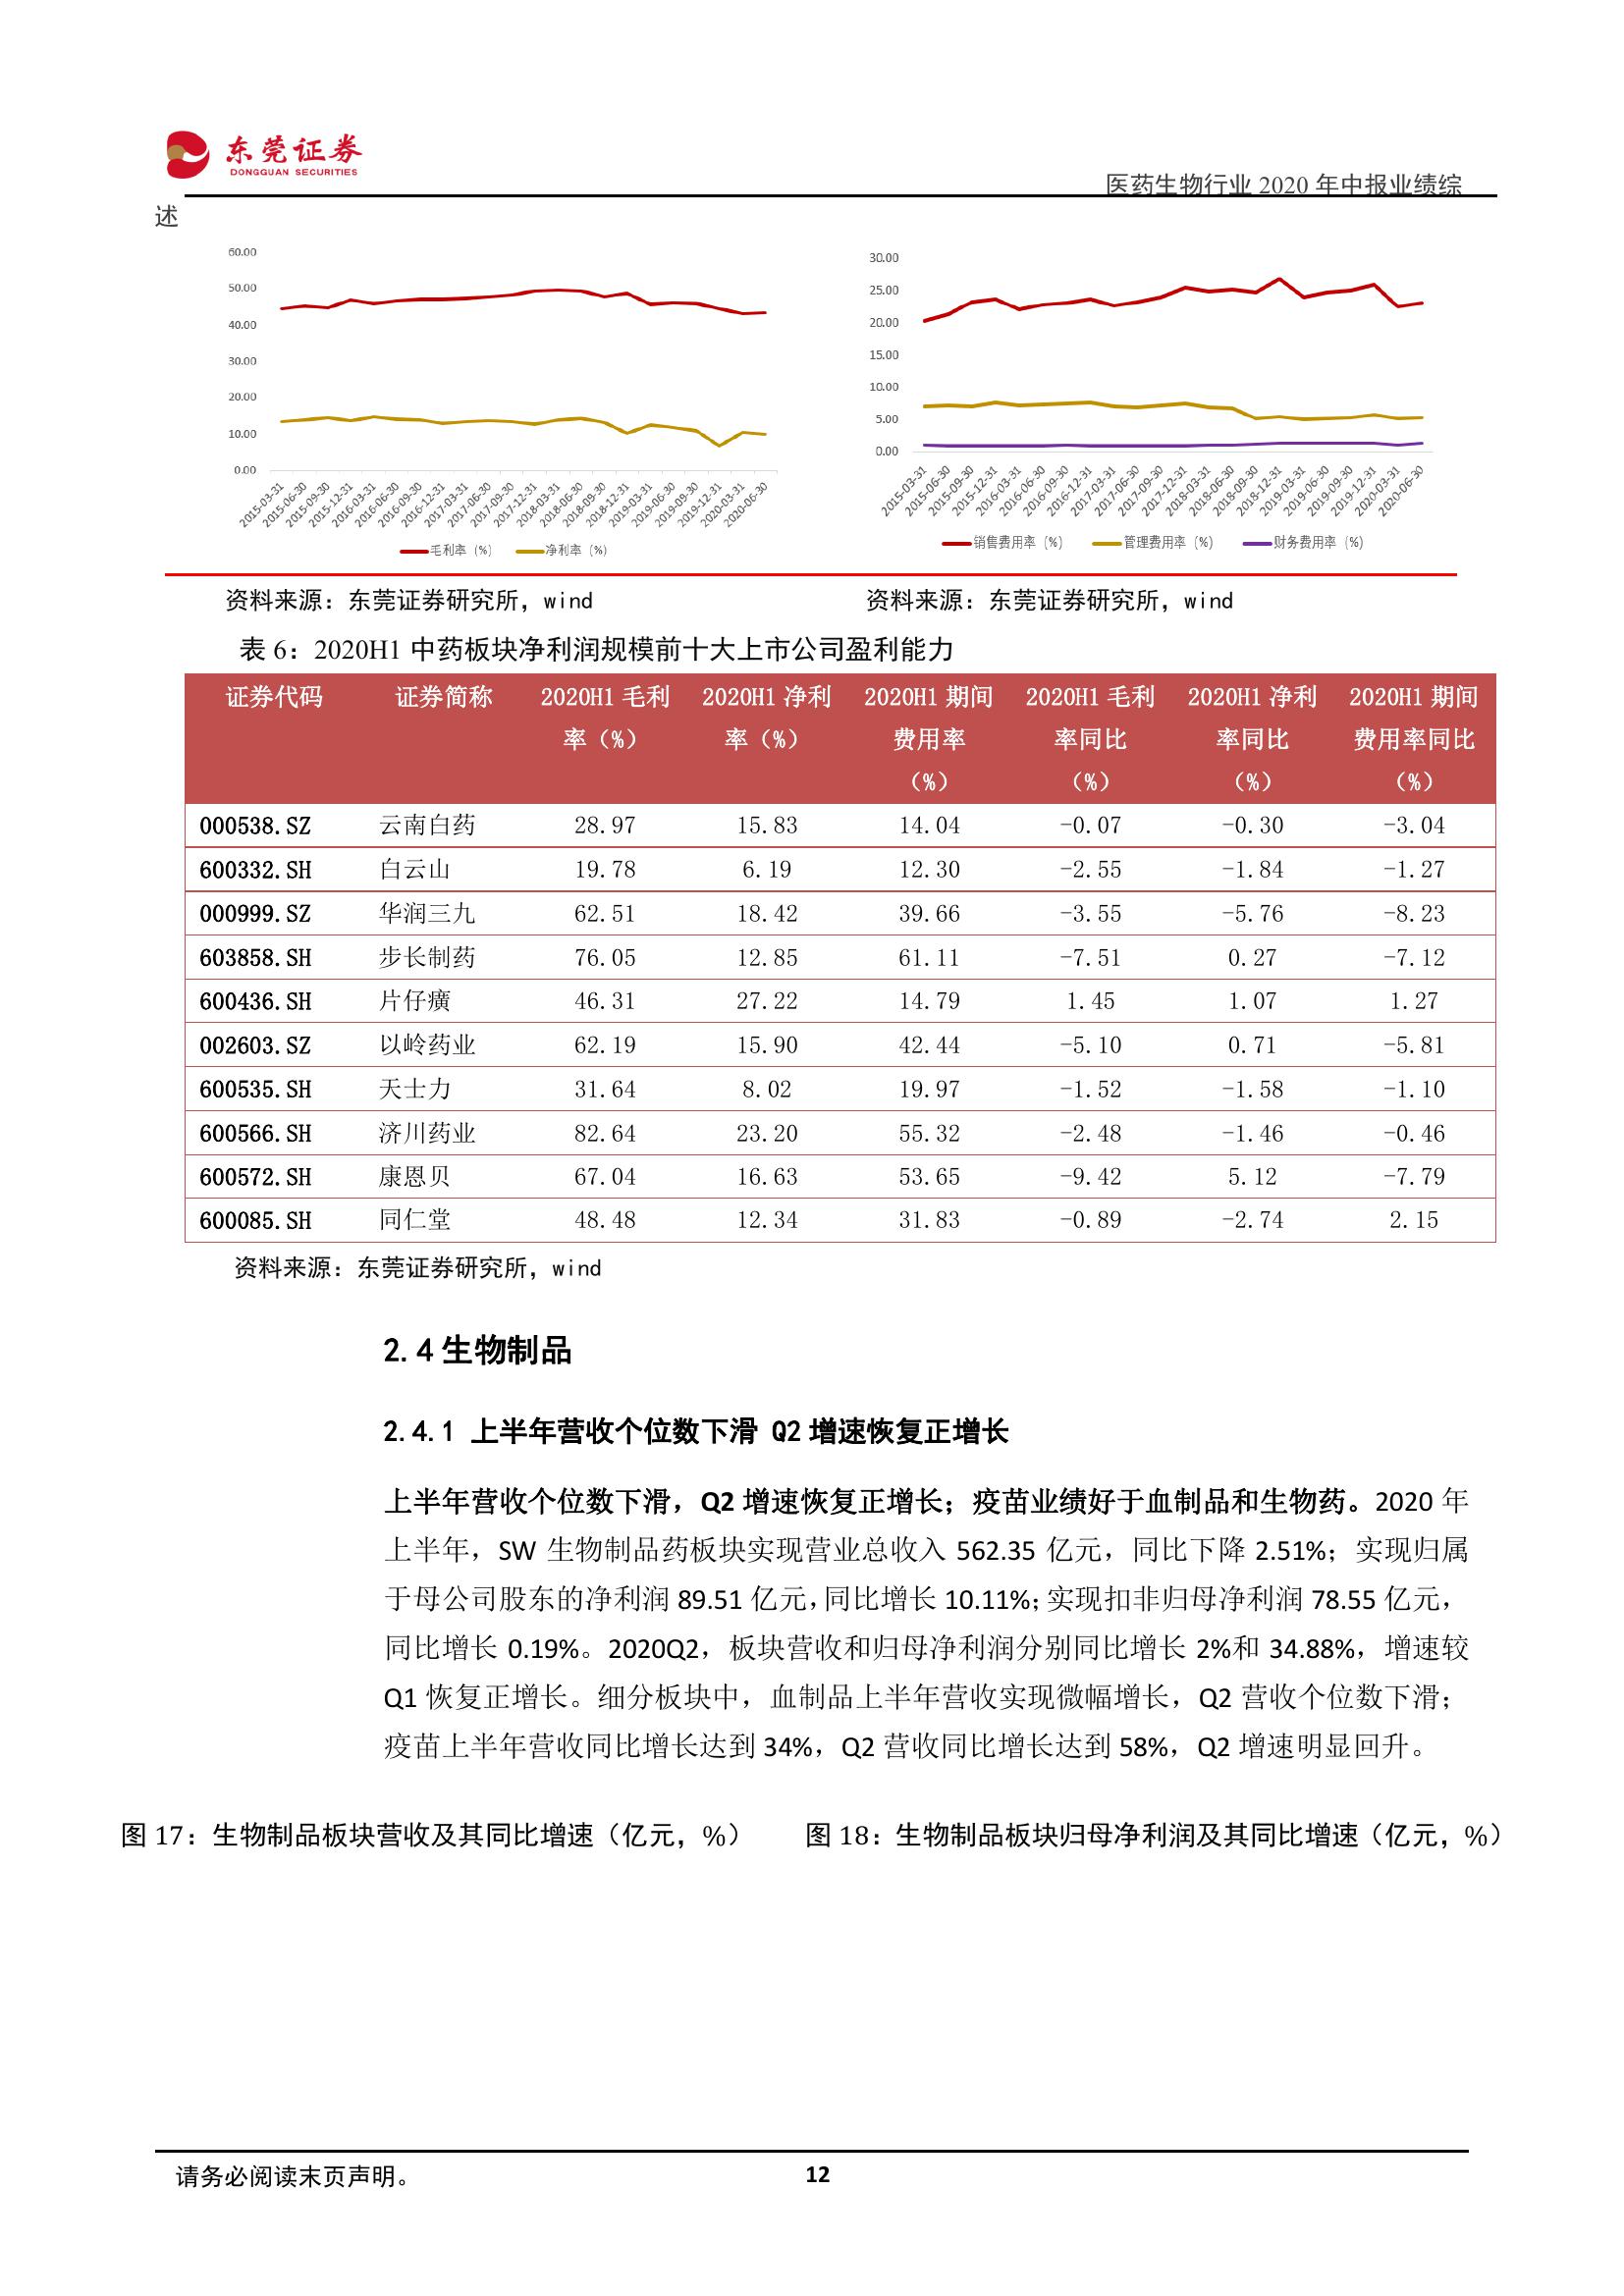 东莞证券
DONGGUAN SECURITIES
医药生物行业 2020 年中报业绩综
述
60.00
50.00
40.00
30.00
20.00
10.00
0.00
2015-03-31
2015-06-30
2015-09-30
2015-12-31
2016-03-31
2016-06-30
2016-09-30
2016-12-31
2017-03-31
2017-06-30
2017-09-30
2017-12-31
2018-03-31
2018-06-30
2018-09-30
2018-12-31
2019-03-31
2019-06-30
2019-09-30
2019-12-31
2020-03-31
2020-06-30
毛利率（%） 净利率（%）
30.00
25.00
20.00
15.00
10.00
5.00
0.00
2015-03-31
2015-06-30
2015-09-30
2015-12-31
2016-03-31
2016-06-30
2016-09-30
2016-12-31
2017-03-31
2017-06-30
2017-09-30
2017-12-31
2018-03-31
2018-06-30
2018-09-30
2018-12-31
2019-03-31
2019-06-30
2019-09-30
2019-12-31
2020-03-31
2020-06-30
销售费用率（%） 管理费用率（%） 财务费用率（%）
资料来源：东莞证券研究所，wind 资料来源：东莞证券研究所，wind
表 6：2020H1 中药板块净利润规模前十大上市公司盈利能力
证券代码 证券简称 2020H1 毛利 2020H1 净利 2020H1 期间 2020H1 毛利 2020H1 净利 2020H1 期间
率（%） 率（%） 费用率 率同比 率同比 费用率同比
（%） （%） （%） （%）
000538.SZ 云南白药 28.97 15.83 14.04 -0.07 -0.30 -3.04
600332.SH 白云山 19.78 6.19 12.30 -2.55 -1.84 -1.27
000999.SZ 华润三九 62.51 18.42 39.66 -3.55 -5.76 -8.23
603858.SH 步长制药 76.05 12.85 61.11 -7.51 0.27 -7.12
600436.SH 片仔癀 46.31 27.22 14.79 1.45 1.07 1.27
002603.SZ 以岭药业 62.19 15.90 42.44 -5.10 0.71 -5.81
600535.SH 天士力 31.64 8.02 19.97 -1.52 -1.58 -1.10
600566.SH 济川药业 82.64 23.20 55.32 -2.48 -1.46 -0.46
600572.SH 康恩贝 67.04 16.63 53.65 -9.42 5.12 -7.79
600085.SH 同仁堂 48.48 12.34 31.83 -0.89 -2.74 2.15
资料来源：东莞证券研究所，wind
2.4 生物制品
2.4.1 上半年营收个位数下滑 Q2 增速恢复正增长
上半年营收个位数下滑，Q2 增速恢复正增长；疫苗业绩好于血制品和生物药。2020 年
上半年，SW 生物制品药板块实现营业总收入 562.35 亿元，同比下降 2.51%；实现归属
于母公司股东的净利润 89.51 亿元，同比增长 10.11%；实现扣非归母净利润 78.55 亿元，
同比增长 0.19%。2020Q2，板块营收和归母净利润分别同比增长 2%和 34.88%，增速较
Q1 恢复正增长。细分板块中，血制品上半年营收实现微幅增长，Q2 营收个位数下滑；
疫苗上半年营收同比增长达到 34%，Q2 营收同比增长达到 58%，Q2 增速明显回升。
图 17：生物制品板块营收及其同比增速（亿元，%） 图 18：生物制品板块归母净利润及其同比增速（亿元，%）
请务必阅读末页声明。 12